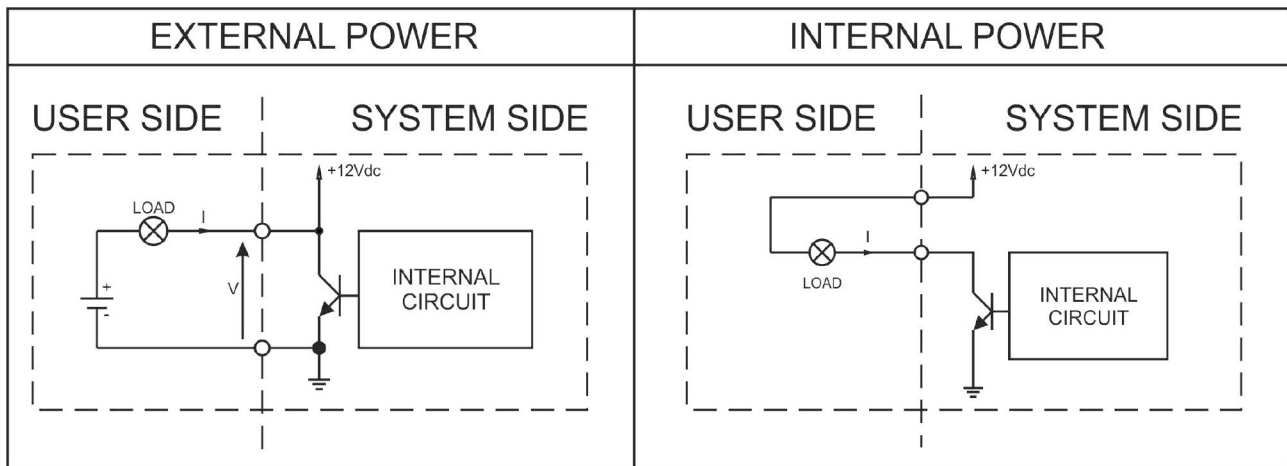 EXTERNAL POWER
INTERNAL POWER
USER SIDE
SYSTEM SIDE
+12Vdc
LOAD
I
+
-
V
INTERNAL
CIRCUIT
USER SIDE
SYSTEM SIDE
+12Vdc
I
LOAD
INTERNAL
CIRCUIT